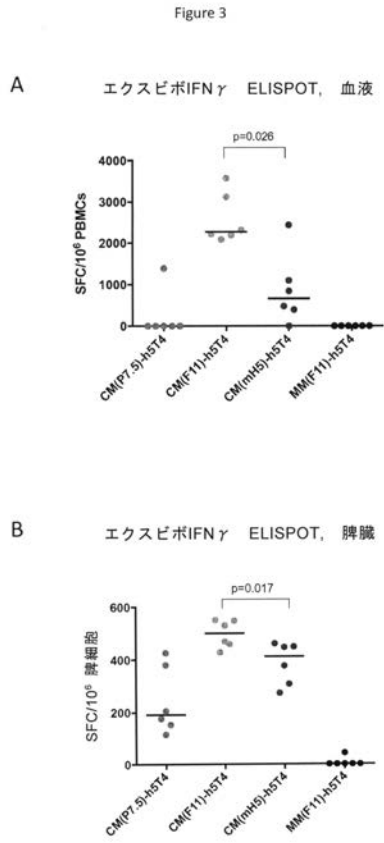 Figure 3
A
エクスビボIFNγ ELISPOT, 血液
p=0.026
SFC/10⁶ PBMCs
4000
3000
2000
1000
0
CM(P7.5)-h5T4
CM(F11)-h5T4
CM(mH5)-h5T4
MM(F11)-h5T4
B
エクスビボIFNγ ELISPOT, 脾臓
p=0.017
SFC/10⁶ 脾細胞
600
400
200
0
CM(P7.5)-h5T4
CM(F11)-h5T4
CM(mH5)-h5T4
MM(F11)-h5T4